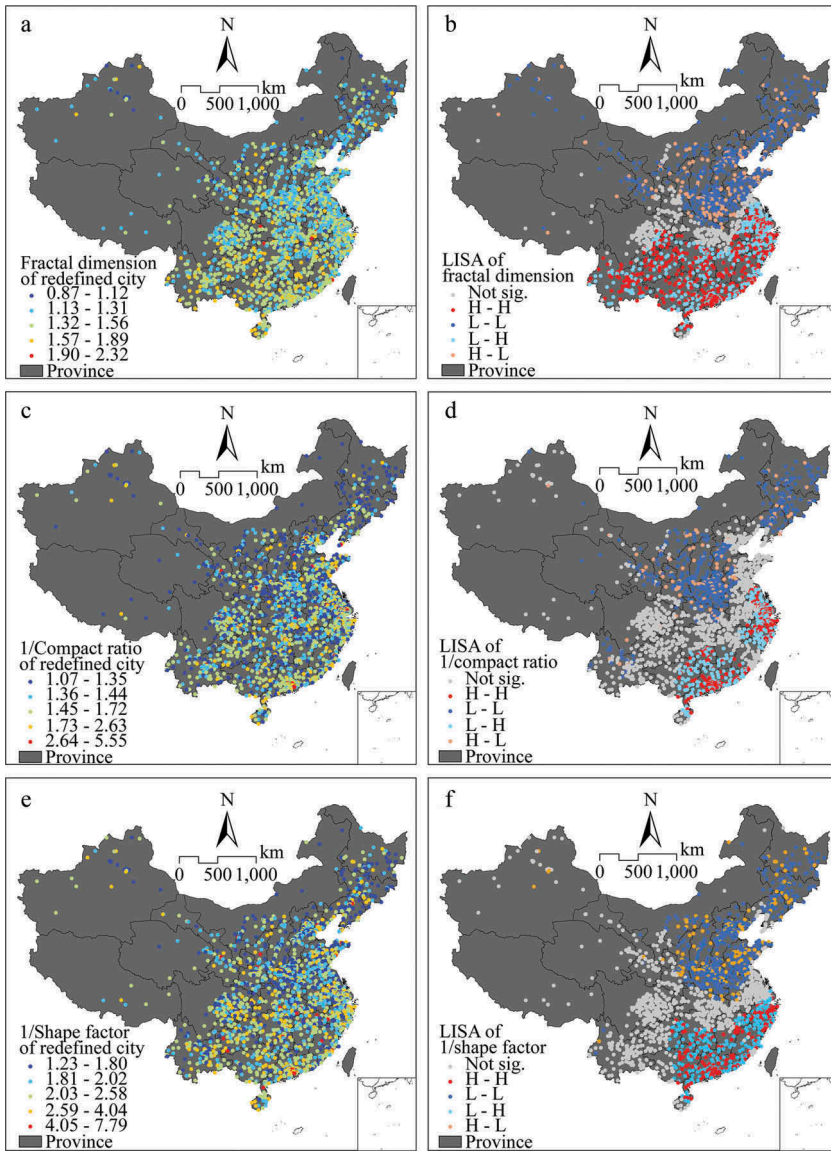 a
N
km
0 500 1,000
Fractal dimension
of redefined city
0.87 - 1.12
1.13 - 1.31
1.32 - 1.56
1.57 - 1.89
1.90 - 2.32
Province
b
N
km
0 500 1,000
LISA of
fractal dimension
Not sig.
H - H
L - L
L - H
H - L
Province
c
N
km
0 500 1,000
1/Compact ratio
of redefined city
1.07 - 1.35
1.36 - 1.44
1.45 - 1.72
1.73 - 2.63
2.64 - 5.55
Province
d
N
km
0 500 1,000
LISA of
1/compact ratio
Not sig.
H - H
L - L
L - H
H - L
Province
e
N
km
0 500 1,000
1/Shape factor
of redefined city
1.23 - 1.80
1.81 - 2.02
2.03 - 2.58
2.59 - 4.04
4.05 - 7.79
Province
f
N
km
0 500 1,000
LISA of
1/shape factor
Not sig.
H - H
L - L
L - H
H - L
Province